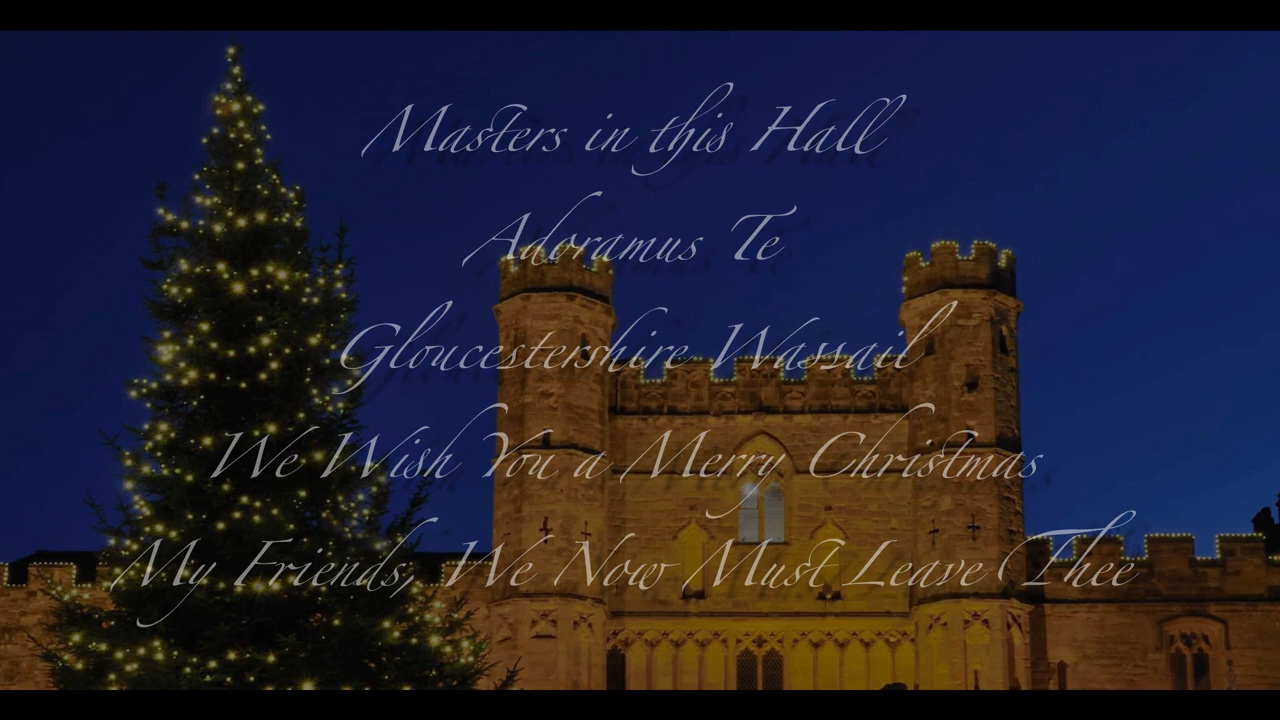 Masters in this Hall
Adoramus Te
Gloucestershire Wassail
We Wish You a Merry Christmas
My Friends, We Now Must Leave Thee